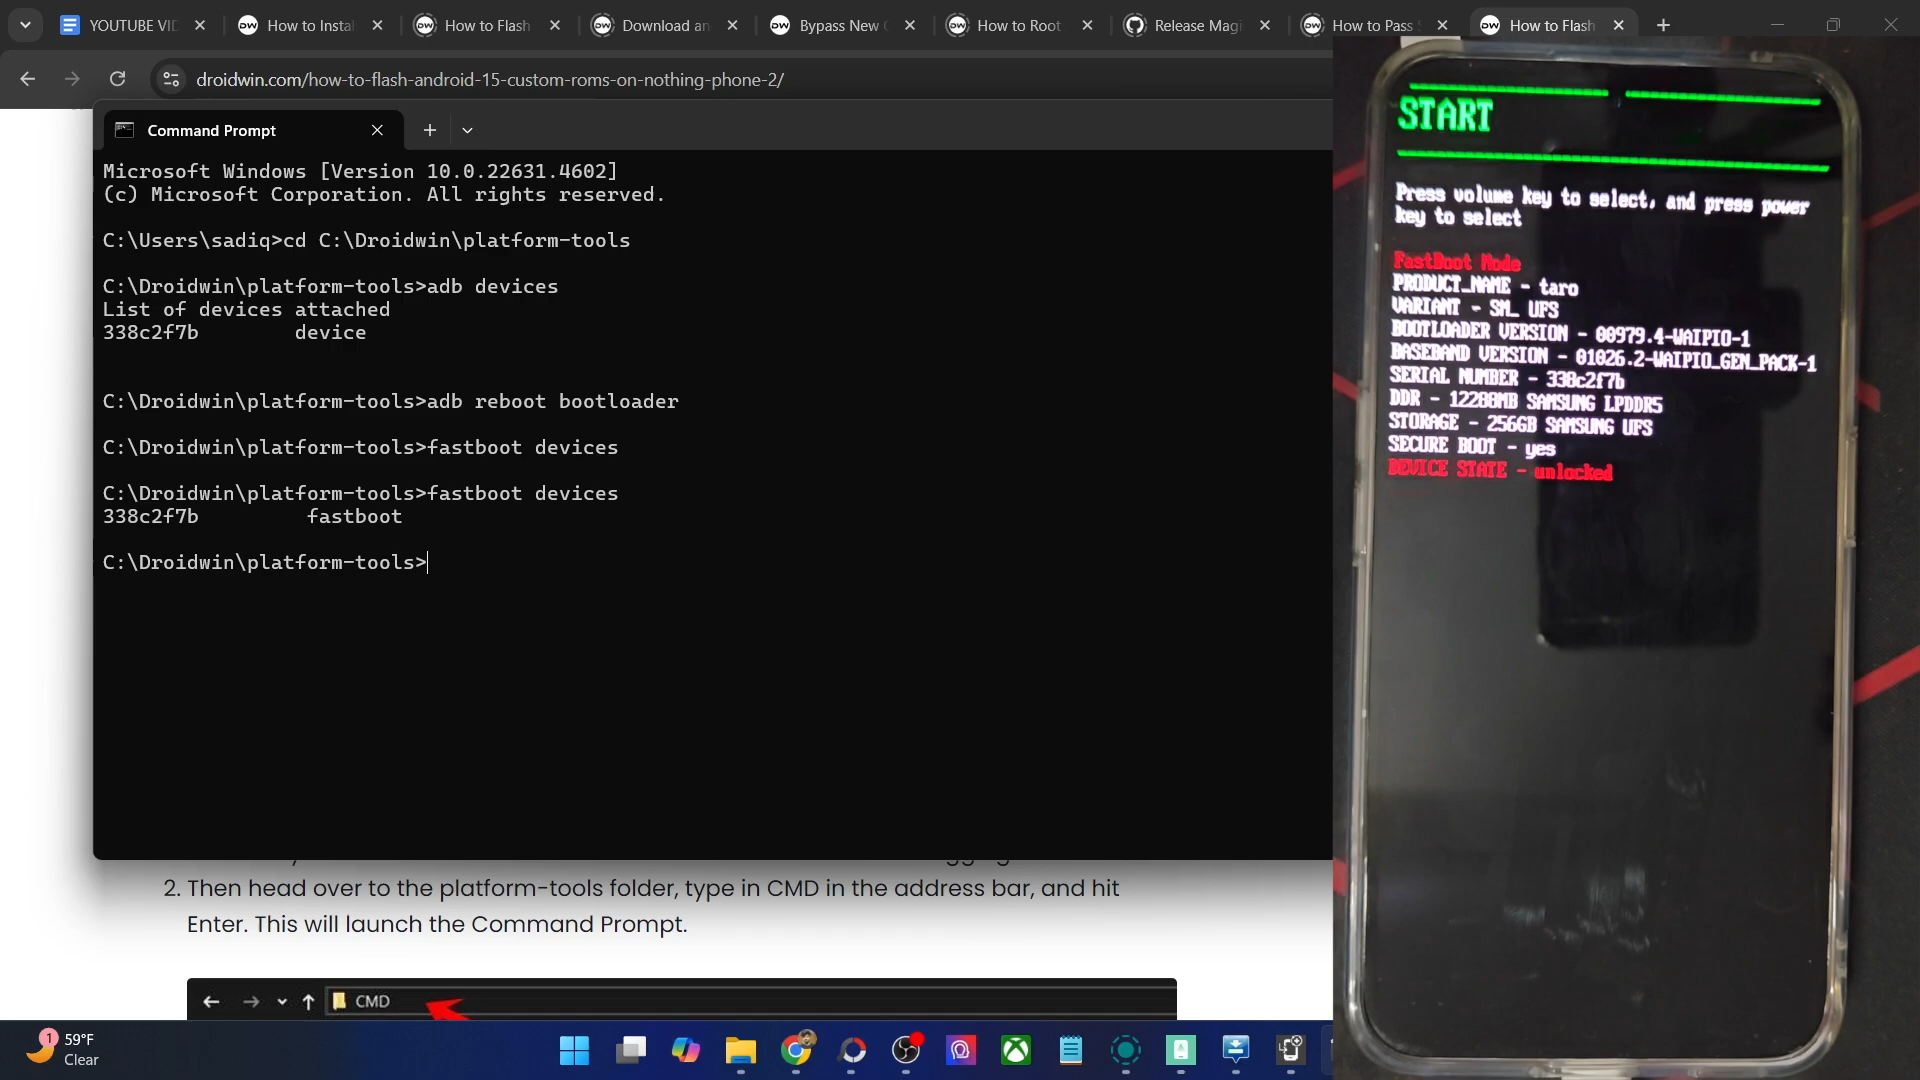 YOUTUBE VI
How to Insta
How to Flash
Download an
Bypass New
How to Root
Release Mag
How to Pass
How to Flash
droidwin.com/how-to-flash-android-15-custom-roms-on-nothing-phone-2/
Command Prompt
Microsoft Windows [Version 10.0.22631.4602]
(c) Microsoft Corporation. All rights reserved.
C:\Users\sadiq>cd C:\Droidwin\platform-tools
C:\Droidwin\platform-tools>adb devices
List of devices attached
338c2f7b device
C:\Droidwin\platform-tools>adb reboot bootloader
C:\Droidwin\platform-tools>fastboot devices
C:\Droidwin\platform-tools>fastboot devices
338c2f7b fastboot
C:\Droidwin\platform-tools>
2. Then head over to the platform-tools folder, type in CMD in the address bar, and hit
Enter. This will launch the Command Prompt.
CMD
1
59°F
Clear
START
Press volume key to select, and press power
key to select
FastBoot Mode
PRODUCT_NAME - taro
VARIANT - SM_ UFS
BOOTLOADER VERSION - 00979.4-WAIPIO-1
BASEBAND VERSION - 01026.2-WAIPIO_GEN_PACK-1
SERIAL NUMBER - 338c2f7b
DDR - 12288MB SAMSUNG LPDDR5
STORAGE - 256GB SAMSUNG UFS
SECURE BOOT - yes
DEVICE STATE - unlocked